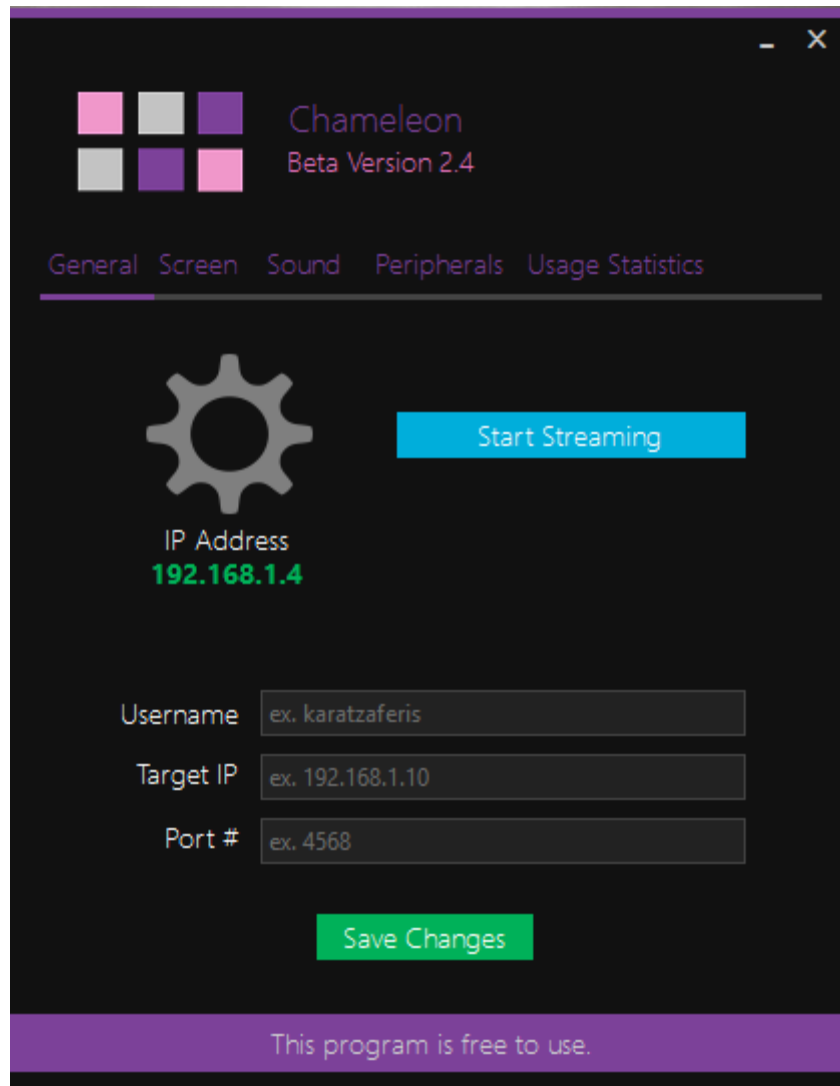 Chameleon
Beta Version 2.4
General Screen Sound Peripherals Usage Statistics
Start Streaming
IP Address
192.168.1.4
Username ex. karatzaferis
Target IP ex. 192.168.1.10
Port # ex. 4568
Save Changes
This program is free to use.